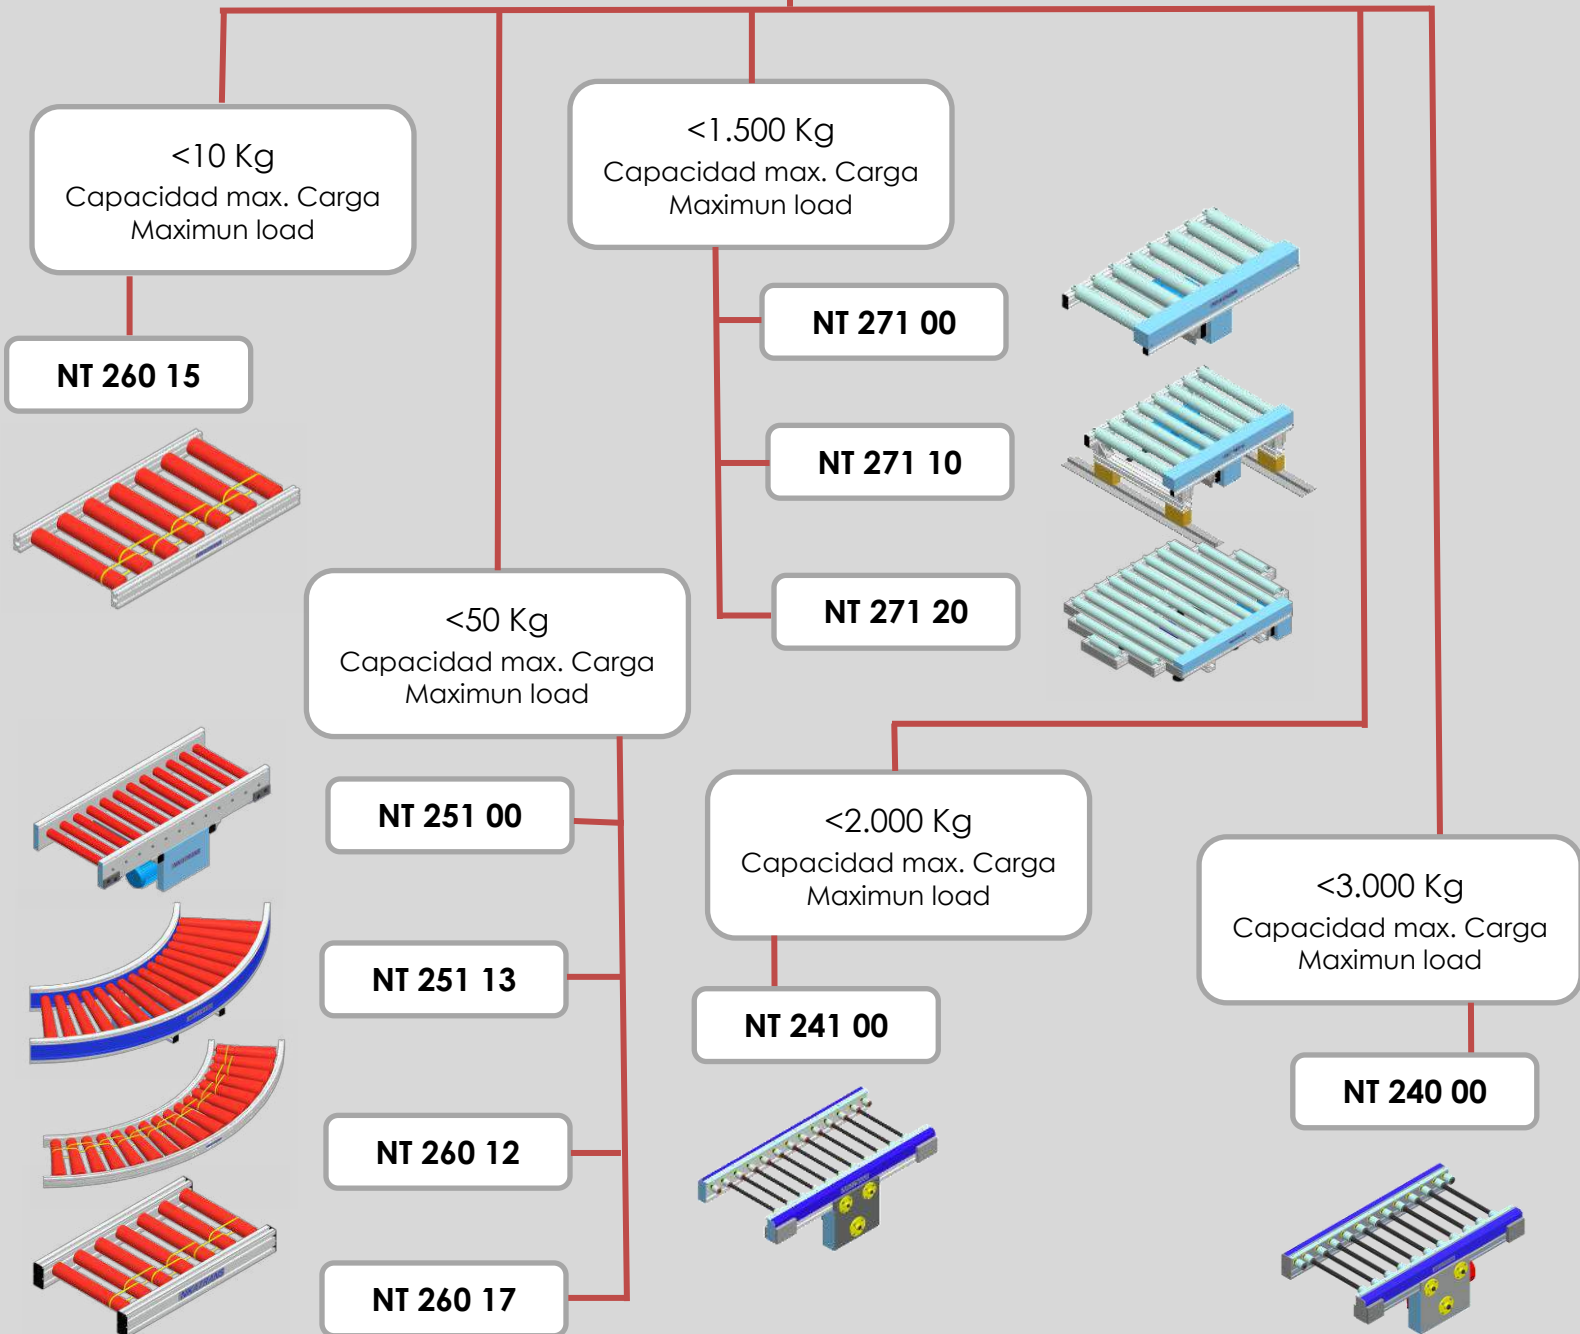 <10 Kg
Capacidad max. Carga
Maximun load
NT 260 15
<50 Kg
Capacidad max. Carga
Maximun load
NT 251 00
NT 251 13
NT 260 12
NT 260 17
<1.500 Kg
Capacidad max. Carga
Maximun load
NT 271 00
NT 271 10
NT 271 20
<2.000 Kg
Capacidad max. Carga
Maximun load
NT 241 00
<3.000 Kg
Capacidad max. Carga
Maximun load
NT 240 00